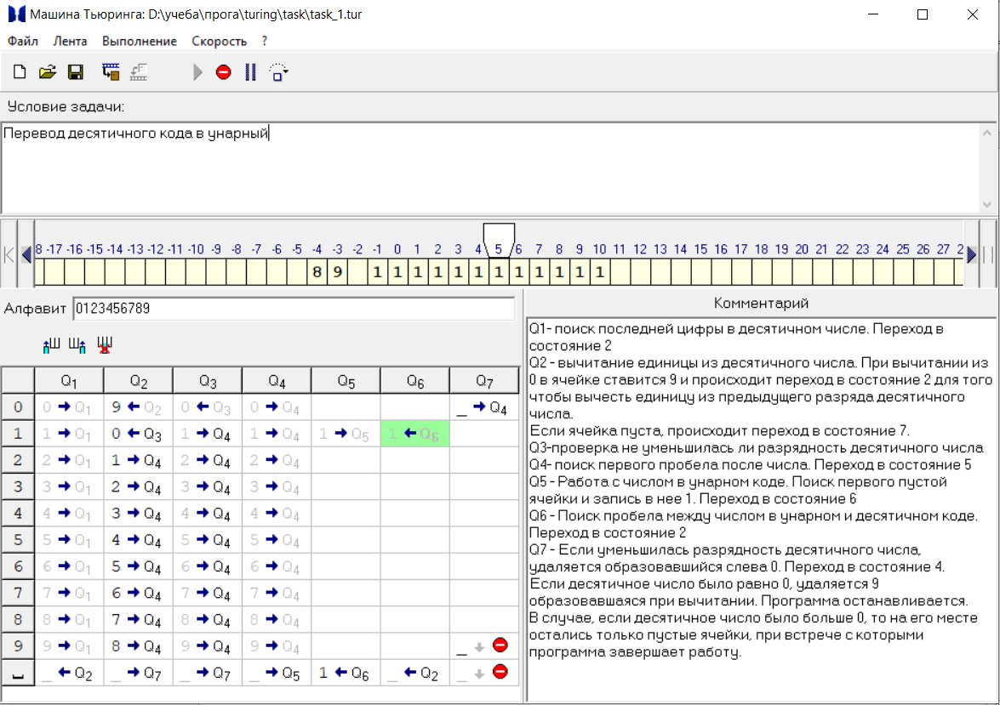 Машина Тьюринга: D:\учеба\прога\turing\task\task_1.tur
Файл Лента Выполнение Скорость ?
Условие задачи:
Перевод десятичного кода в унарный
8 -17 -16 -15 -14 -13 -12 -11 -10 -9 -8 -7 -6 -5 -4 -3 -2 -1 0 1 2 3 4 5 6 7 8 9 10 11 12 13 14 15 16 17 18 19 20 21 22 23 24 25 26 27 2
8 9 1 1 1 1 1 1 1 1 1 1 1 1
Алфавит 0123456789
Q1 Q2 Q3 Q4 Q5 Q6 Q7
0 0 → Q1 9 ← Q2 0 ← Q3 0 → Q4 _ → Q4
1 1 → Q1 0 ← Q3 1 → Q4 1 → Q4 1 → Q5 1 ← Q6
2 2 → Q1 1 → Q4 2 → Q4 2 → Q4
3 3 → Q1 2 → Q4 3 → Q4 3 → Q4
4 4 → Q1 3 → Q4 4 → Q4 4 → Q4
5 5 → Q1 4 → Q4 5 → Q4 5 → Q4
6 6 → Q1 5 → Q4 6 → Q4 6 → Q4
7 7 → Q1 6 → Q4 7 → Q4 7 → Q4
8 8 → Q1 7 → Q4 8 → Q4 8 → Q4
9 9 → Q1 8 → Q4 9 → Q4 9 → Q4 _ ↓
_ ← Q2 _ → Q7 _ → Q7 _ → Q5 1 ← Q6 _ ← Q2 _ ↓
Комментарий
Q1- поиск последней цифры в десятичном числе. Переход в
состояние 2
Q2 - вычитание единицы из десятичного числа. При вычитании из
0 в ячейке ставится 9 и происходит переход в состояние 2 для того
чтобы вычесть единицу из предыдущего разряда десятичного
числа.
Если ячейка пуста, происходит переход в состояние 7.
Q3-проверка не уменьшилась ли разрядность десятичного числа
Q4- поиск первого пробела после числа. Переход в состояние 5
Q5 - Работа с числом в унарном коде. Поиск первого пустой
ячейки и запись в нее 1. Переход в состояние 6
Q6 - Поиск пробела между числом в унарном и десятичном коде.
Переход в состояние 2
Q7 - Если уменьшилась разрядность десятичного числа,
удаляется образовавшийся слева 0. Переход в состояние 4.
Если десятичное число было равно 0, удаляется 9
образовавшаяся при вычитании. Программа останавливается.
В случае, если десятичное число было больше 0, то на его месте
остались только пустые ячейки, при встрече с которыми
программа завершает работу.